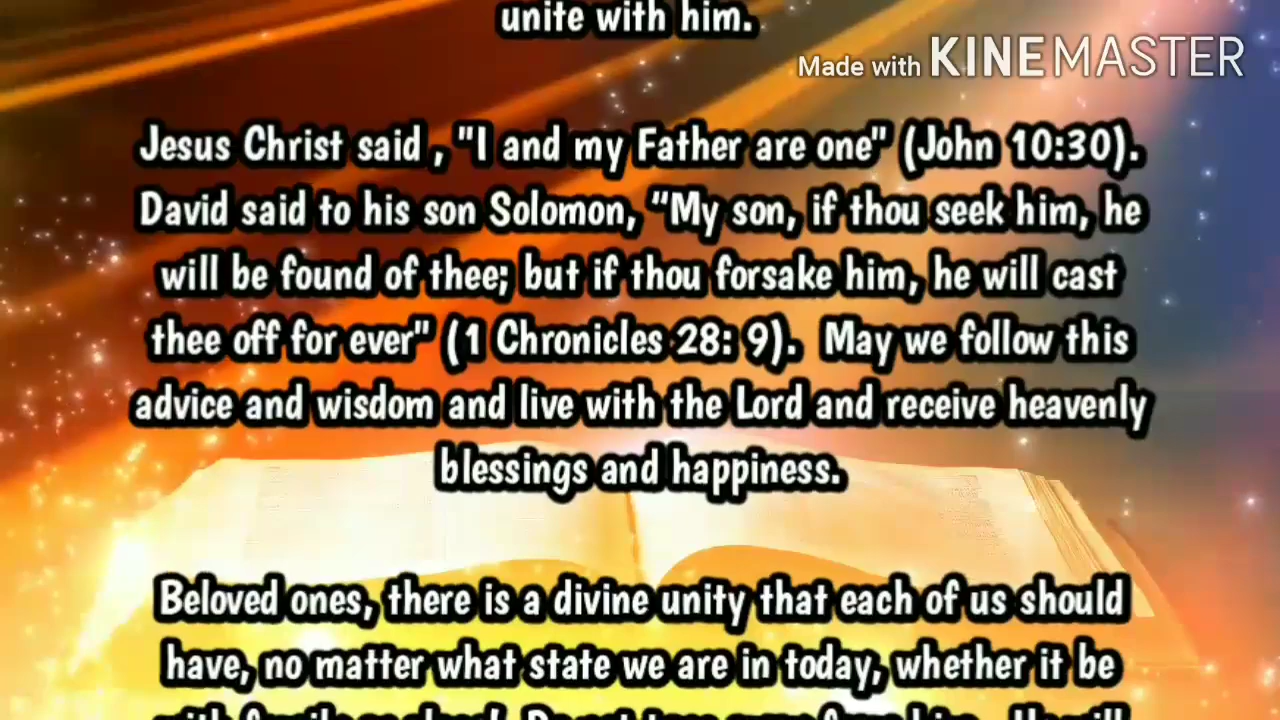 unite with him.
Made with KINEMASTER
Jesus Christ said , "I and my Father are one" (John 10:30).
David said to his son Solomon, “My son, if thou seek him, he
will be found of thee; but if thou forsake him, he will cast
thee off for ever" (1 Chronicles 28: 9). May we follow this
advice and wisdom and live with the Lord and receive heavenly
blessings and happiness.
Beloved ones, there is a divine unity that each of us should
have, no matter what state we are in today, whether it be